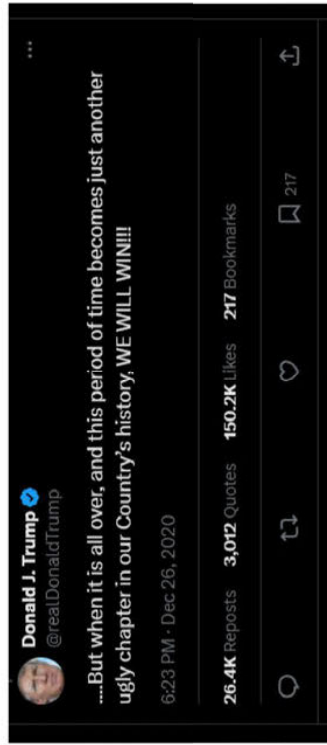 Donald J. Trump
@realDonaldTrump
....But when it is all over, and this period of time becomes just another
ugly chapter in our Country's history, WE WILL WIN!!!
6:23 PM · Dec 26, 2020
26.4K Reposts 3,012 Quotes 150.2K Likes 217 Bookmarks
217